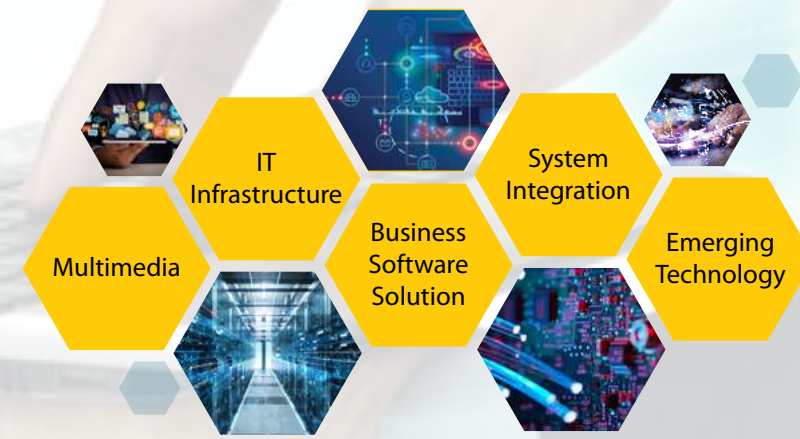 Multimedia
IT
Infrastructure
Business
Software
Solution
System
Integration
Emerging
Technology